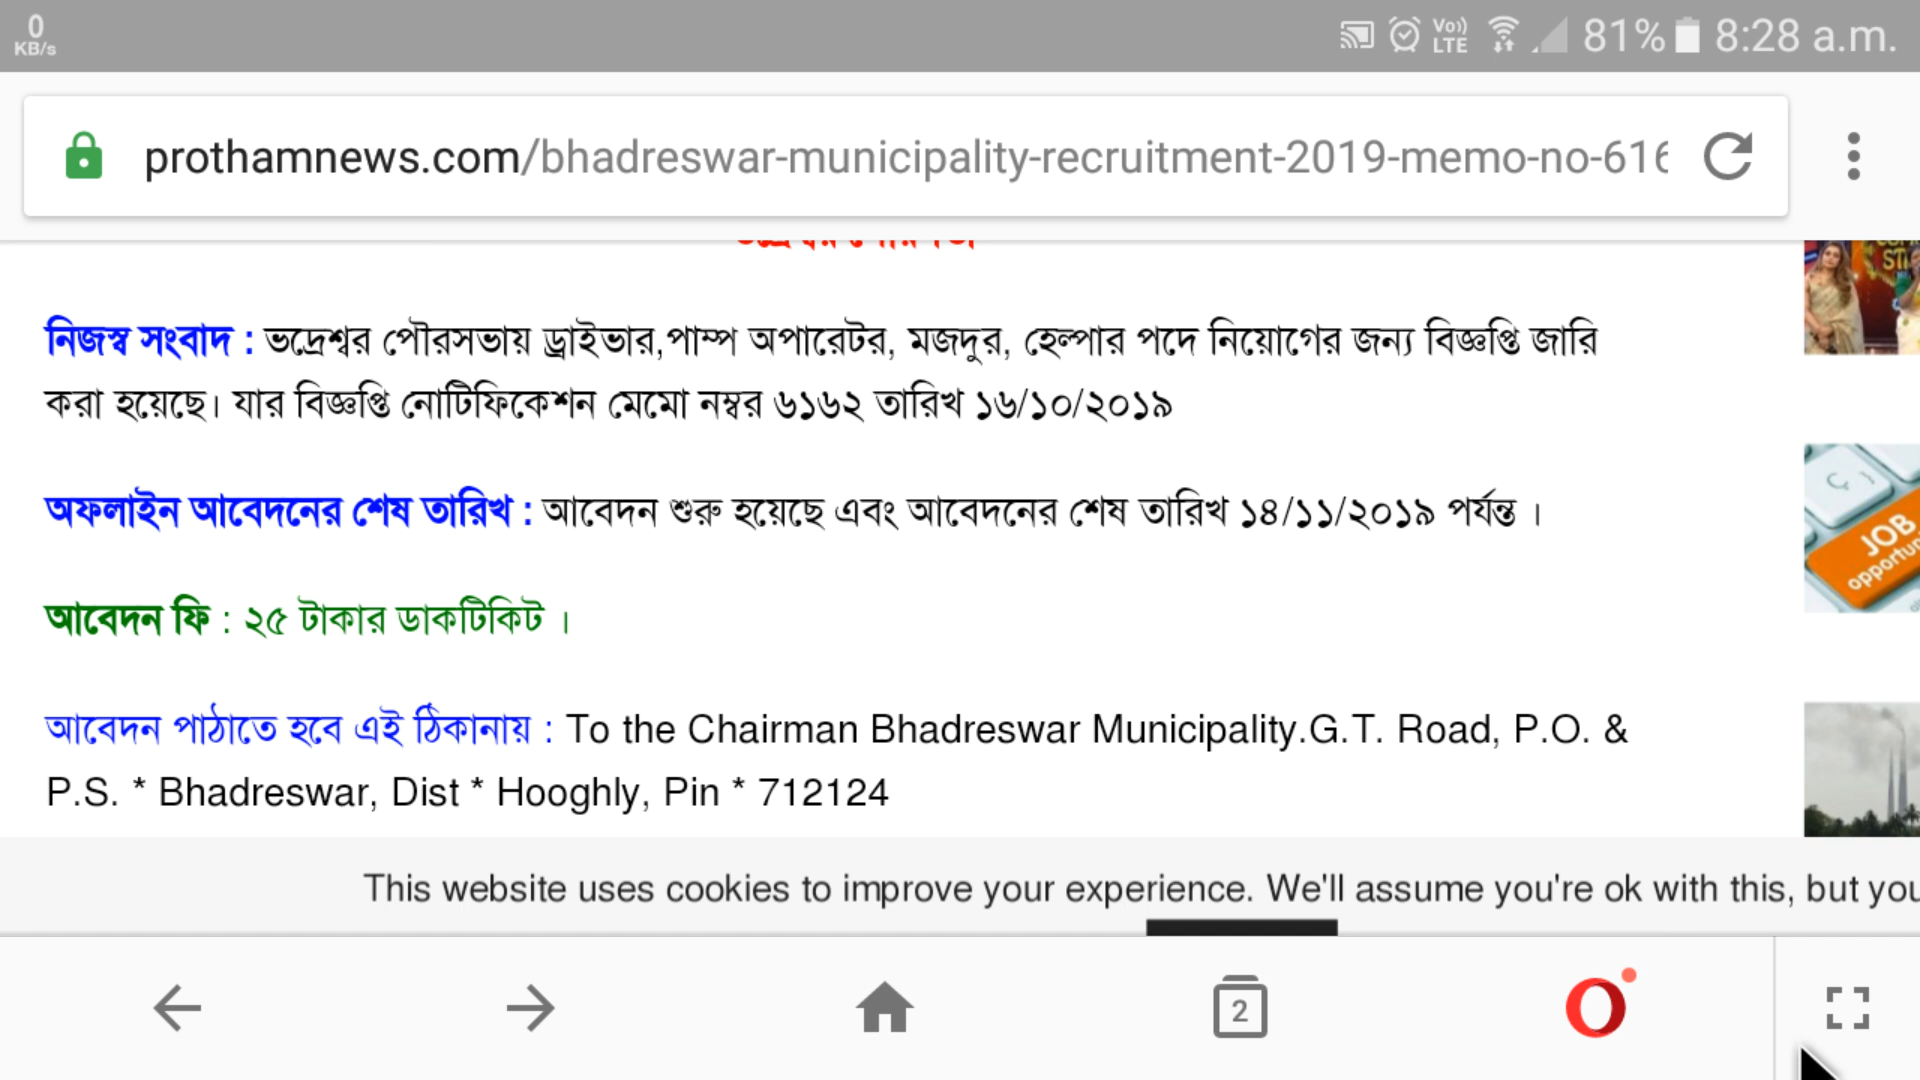 0
KB/s
Vo))
LTE
81%
8:28 a.m.
prothamnews.com/bhadreswar-municipality-recruitment-2019-memo-no-616
নিজস্ব সংবাদ : ভদ্রেশ্বর পৌরসভায় ড্রাইভার,পাম্প অপারেটর, মজদুর, হেল্পার পদে নিয়োগের জন্য বিজ্ঞপ্তি জারি
করা হয়েছে। যার বিজ্ঞপ্তি নোটিফিকেশন মেমো নম্বর ৬১৬২ তারিখ ১৬/১০/২০১৯
অফলাইন আবেদনের শেষ তারিখ : আবেদন শুরু হয়েছে এবং আবেদনের শেষ তারিখ ১৪/১১/২০১৯ পর্যন্ত ।
JOB
আবেদন ফি : ২৫ টাকার ডাকটিকিট ।
আবেদন পাঠাতে হবে এই ঠিকানায় : To the Chairman Bhadreswar Municipality.G.T. Road, P.O. &
P.S. * Bhadreswar, Dist * Hooghly, Pin * 712124
This website uses cookies to improve your experience. We'll assume you're ok with this, but you
2